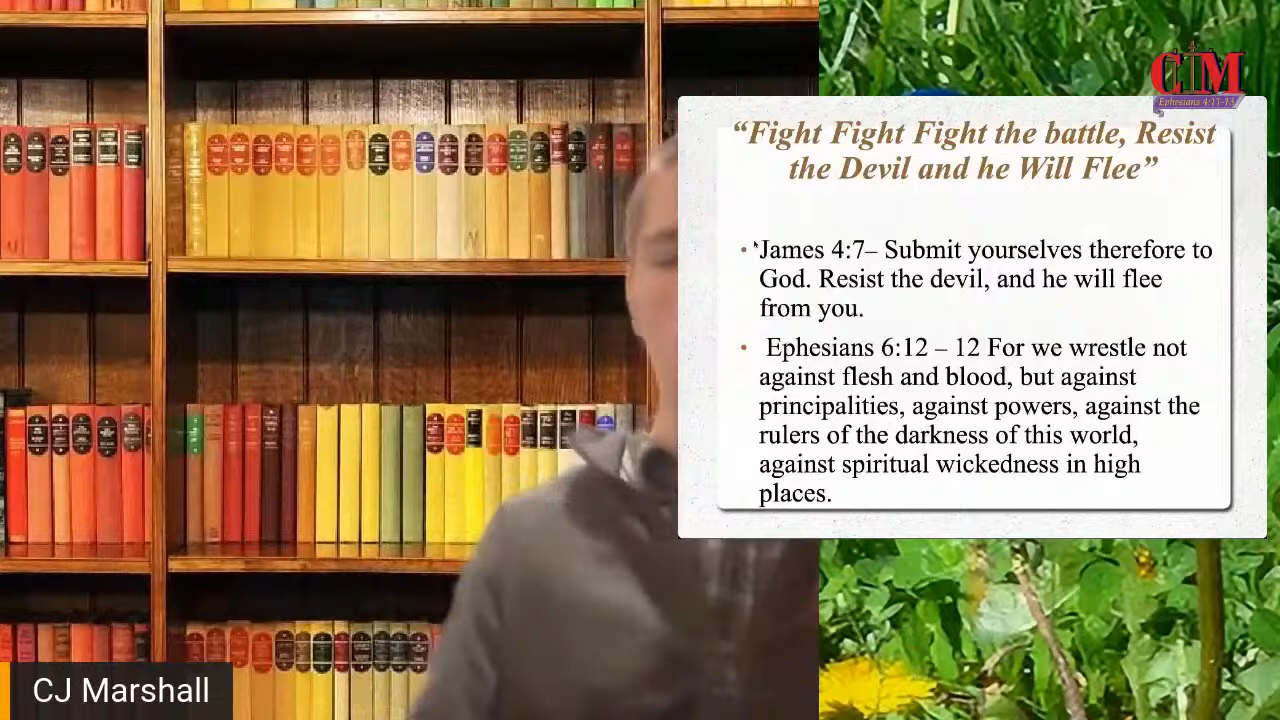 C4IM
Ephesians 4:11-13
“Fight Fight Fight the battle, Resist
the Devil and he Will Flee”
• James 4:7– Submit yourselves therefore to
God. Resist the devil, and he will flee
from you.
• Ephesians 6:12 – 12 For we wrestle not
against flesh and blood, but against
principalities, against powers, against the
rulers of the darkness of this world,
against spiritual wickedness in high
places.
CJ Marshall